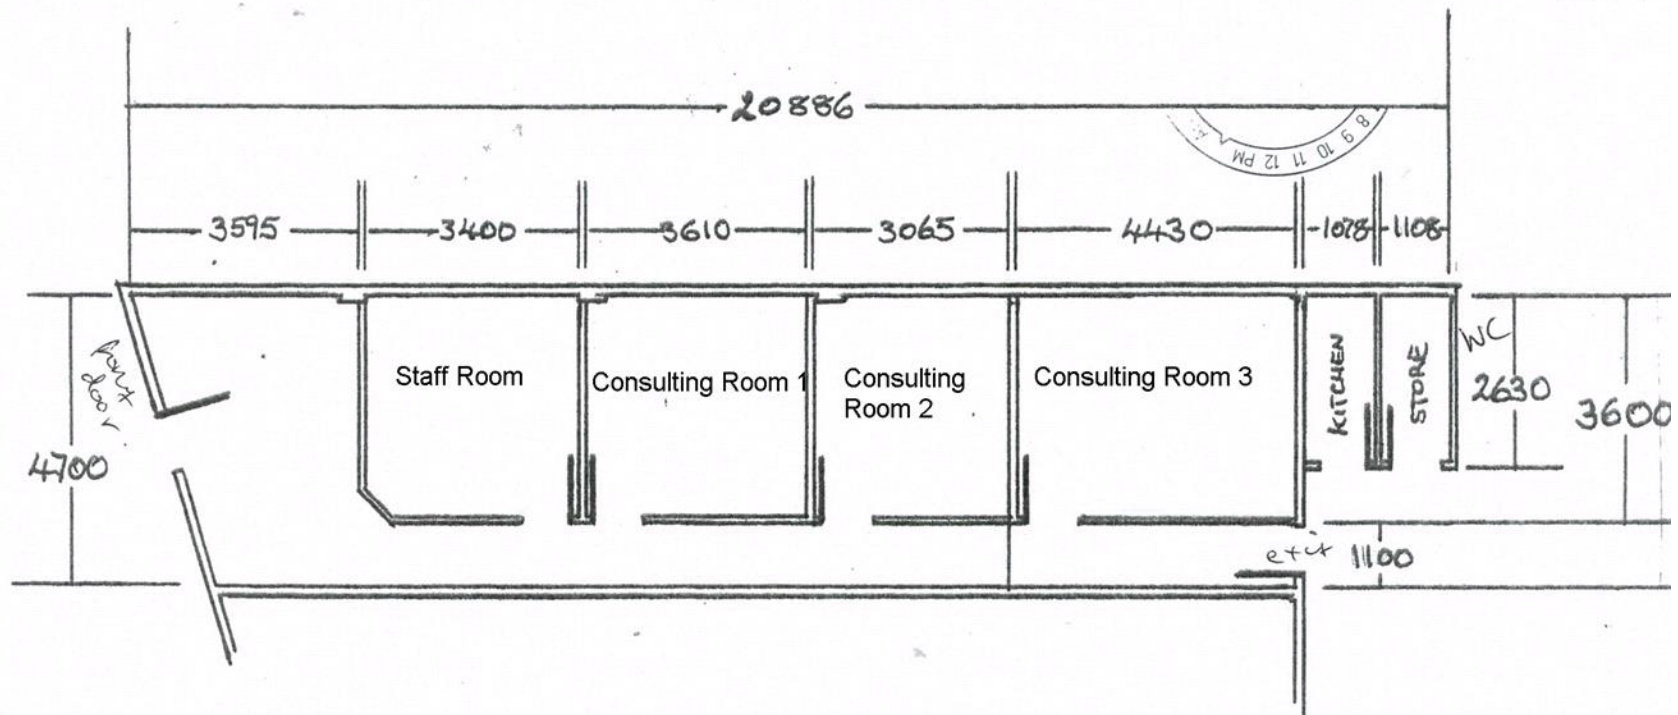 20886
8 9 10 11 12 PM
3595
3400
3610
3065
4430
1078
1108
front
door
Staff Room
Consulting Room 1
Consulting
Room 2
Consulting Room 3
KITCHEN
STORE
WC
2630
3600
4700
exit
1100